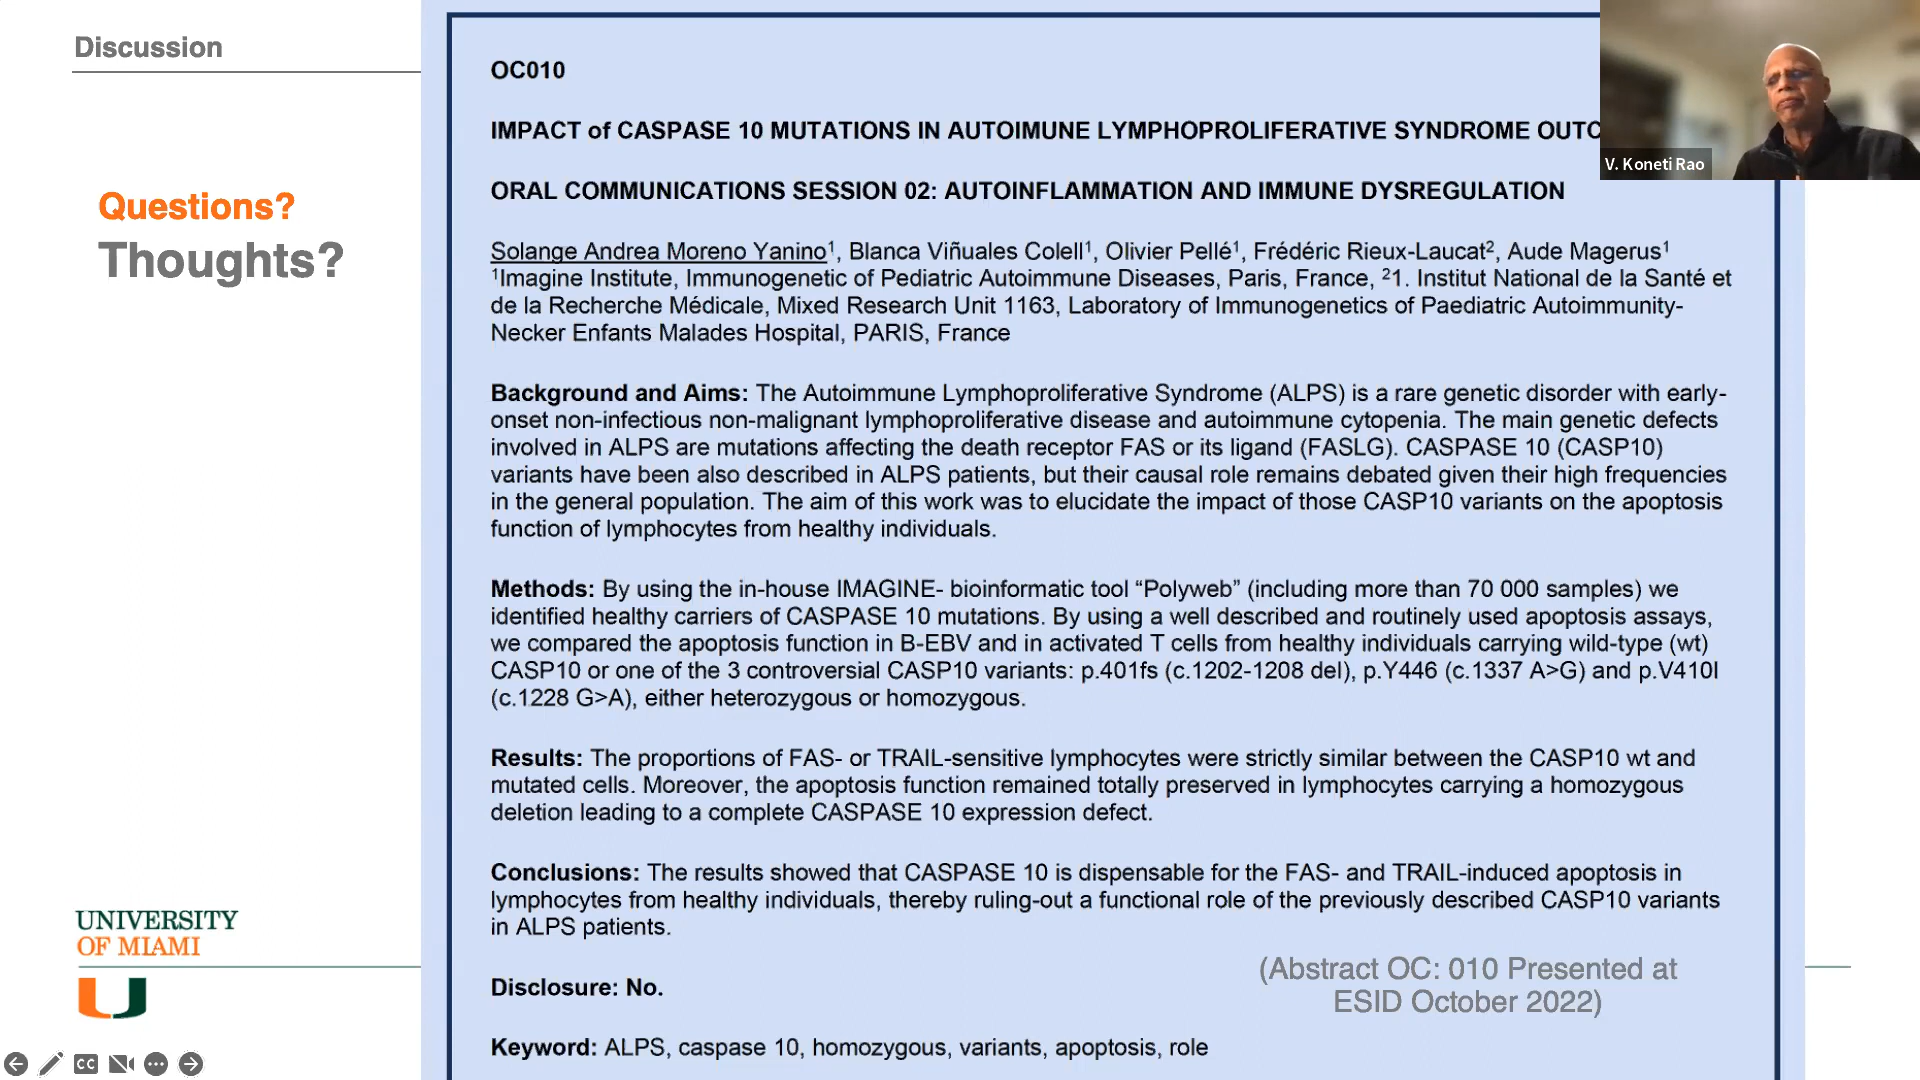 Discussion
Questions?
Thoughts?
OC010
IMPACT of CASPASE 10 MUTATIONS IN AUTOIMUNE LYMPHOPROLIFERATIVE SYNDROME OUTC
ORAL COMMUNICATIONS SESSION 02: AUTOINFLAMMATION AND IMMUNE DYSREGULATION
Solange Andrea Moreno Yanino¹, Blanca Viñuales Colell¹, Olivier Pellé¹, Frédéric Rieux-Laucat², Aude Magerus¹
¹Imagine Institute, Immunogenetic of Pediatric Autoimmune Diseases, Paris, France, ²1. Institut National de la Santé et
de la Recherche Médicale, Mixed Research Unit 1163, Laboratory of Immunogenetics of Paediatric Autoimmunity-
Necker Enfants Malades Hospital, PARIS, France
Background and Aims: The Autoimmune Lymphoproliferative Syndrome (ALPS) is a rare genetic disorder with early-
onset non-infectious non-malignant lymphoproliferative disease and autoimmune cytopenia. The main genetic defects
involved in ALPS are mutations affecting the death receptor FAS or its ligand (FASLG). CASPASE 10 (CASP10)
variants have been also described in ALPS patients, but their causal role remains debated given their high frequencies
in the general population. The aim of this work was to elucidate the impact of those CASP10 variants on the apoptosis
function of lymphocytes from healthy individuals.
Methods: By using the in-house IMAGINE- bioinformatic tool “Polyweb” (including more than 70 000 samples) we
identified healthy carriers of CASPASE 10 mutations. By using a well described and routinely used apoptosis assays,
we compared the apoptosis function in B-EBV and in activated T cells from healthy individuals carrying wild-type (wt)
CASP10 or one of the 3 controversial CASP10 variants: p.401fs (c.1202-1208 del), p.Y446 (c.1337 A>G) and p.V410I
(c.1228 G>A), either heterozygous or homozygous.
Results: The proportions of FAS- or TRAIL-sensitive lymphocytes were strictly similar between the CASP10 wt and
mutated cells. Moreover, the apoptosis function remained totally preserved in lymphocytes carrying a homozygous
deletion leading to a complete CASPASE 10 expression defect.
Conclusions: The results showed that CASPASE 10 is dispensable for the FAS- and TRAIL-induced apoptosis in
lymphocytes from healthy individuals, thereby ruling-out a functional role of the previously described CASP10 variants
in ALPS patients.
Disclosure: No.
Keyword: ALPS, caspase 10, homozygous, variants, apoptosis, role
(Abstract OC: 010 Presented at
ESID October 2022)
V. Koneti Rao
UNIVERSITY
OF MIAMI
U
CC